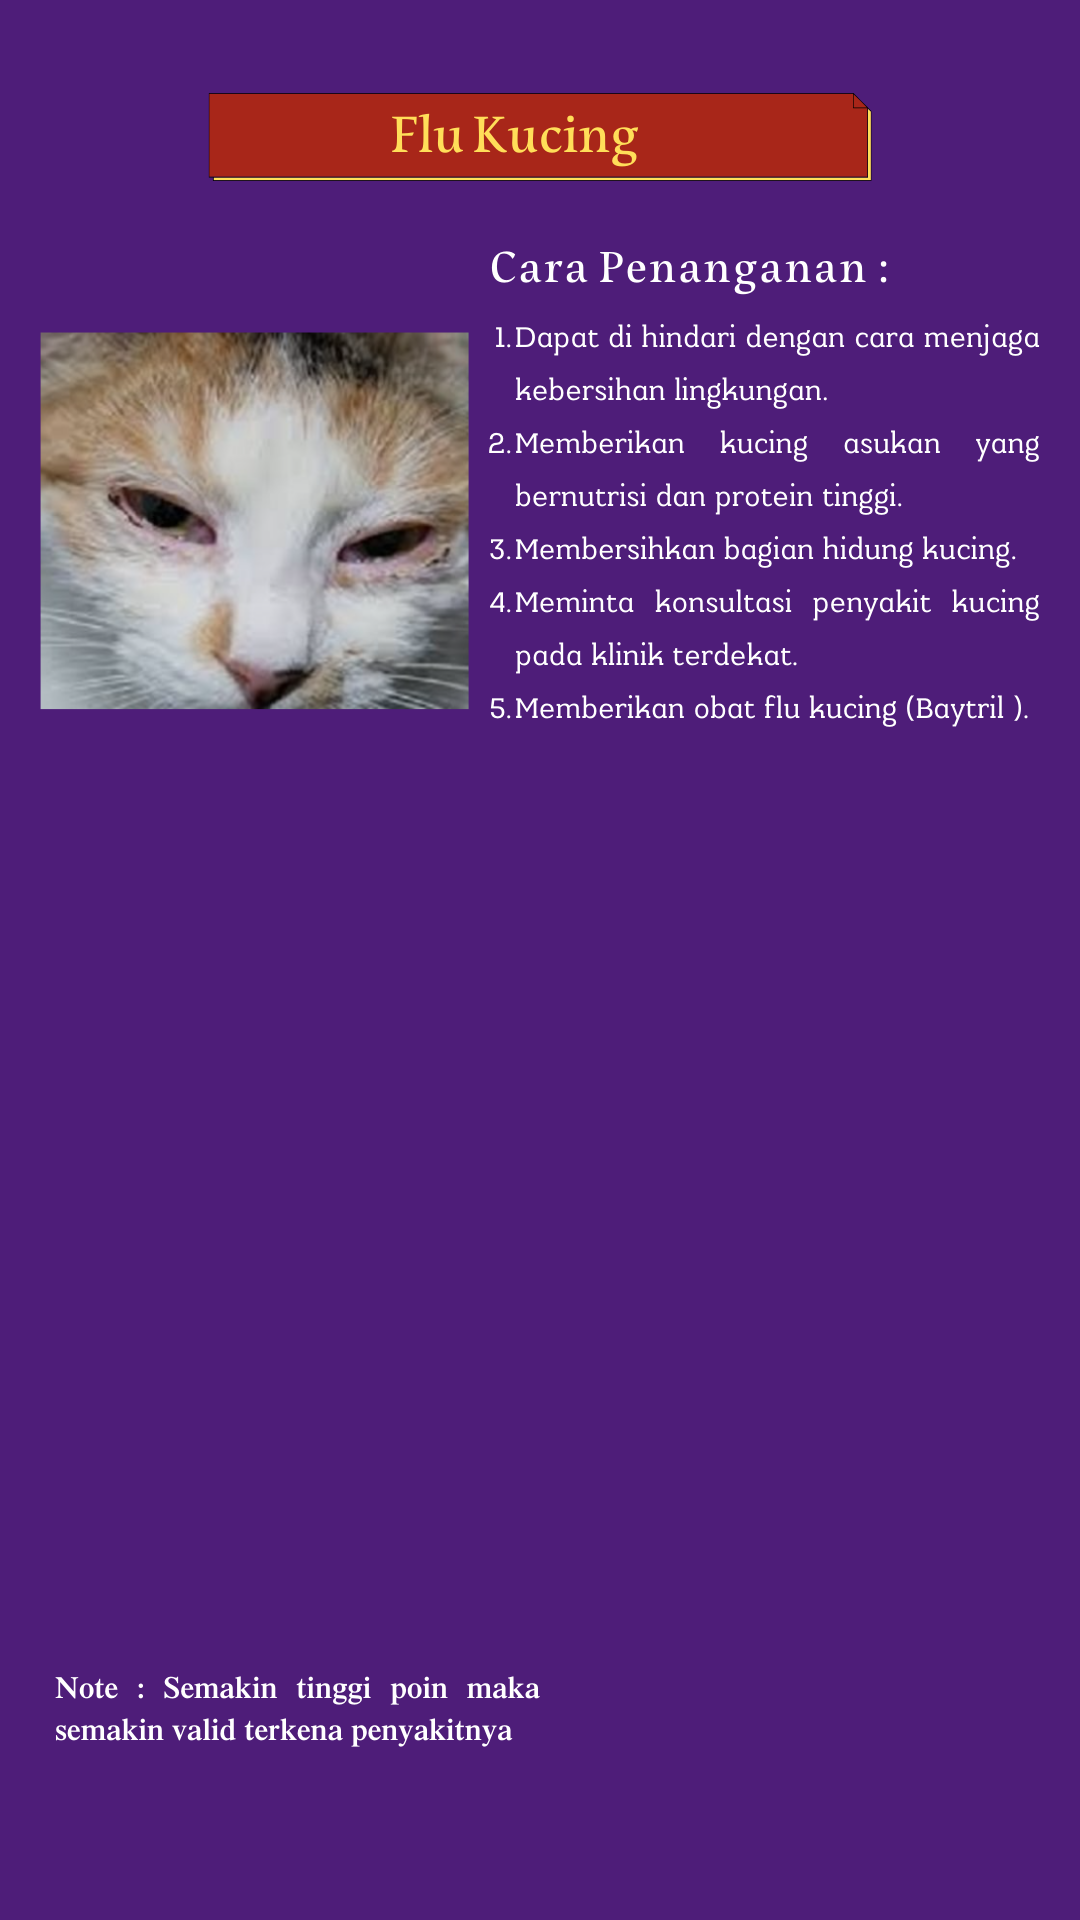 Flu Kucing
Cara Penanganan :
1. Dapat di hindari dengan cara menjaga
kebersihan lingkungan.
2. Memberikan kucing asukan yang
bernutrisi dan protein tinggi.
3. Membersihkan bagian hidung kucing.
4. Meminta konsultasi penyakit kucing
pada klinik terdekat.
5. Memberikan obat flu kucing (Baytril ).
Note : Semakin tinggi poin maka
semakin valid terkena penyakitnya